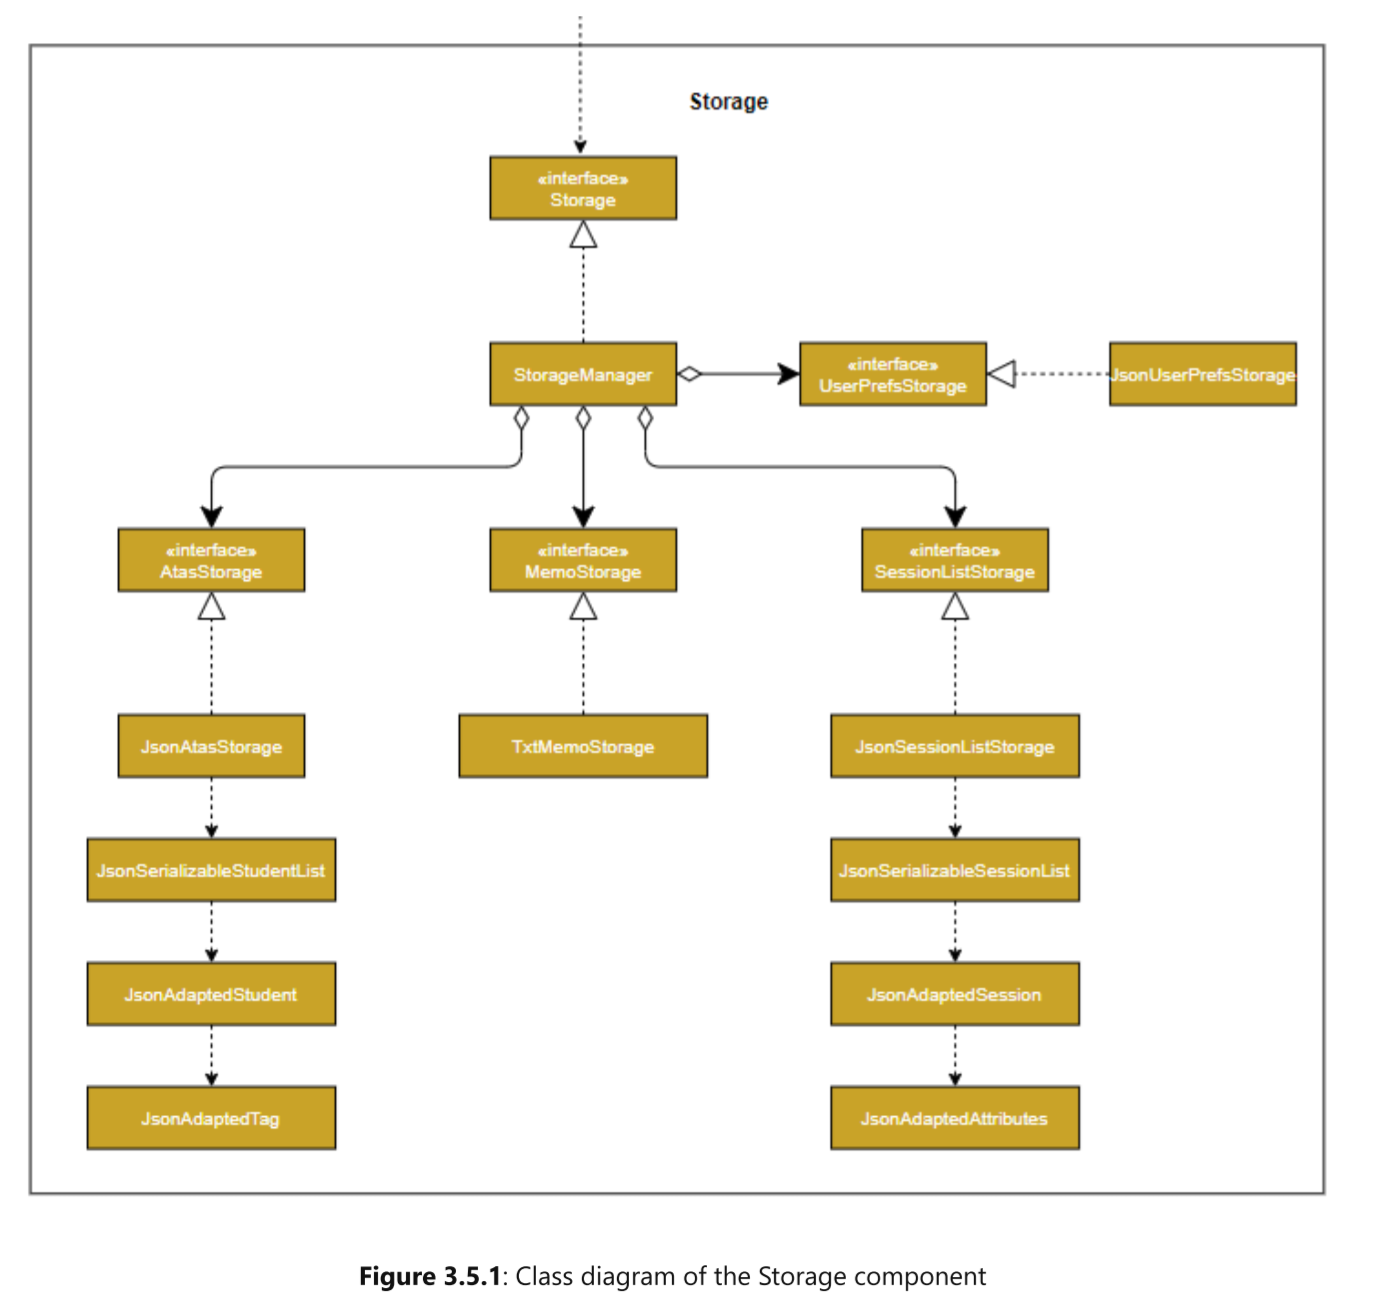 Storage
«interface»
Storage
StorageManager
«interface»
UserPrefsStorage
JsonUserPrefsStorage
«interface»
AtasStorage
«interface»
MemoStorage
«interface»
SessionListStorage
JsonAtasStorage
TxtMemoStorage
JsonSessionListStorage
JsonSerializableStudentList
JsonSerializableSessionList
JsonAdaptedStudent
JsonAdaptedSession
JsonAdaptedTag
JsonAdaptedAttributes
Figure 3.5.1: Class diagram of the Storage component